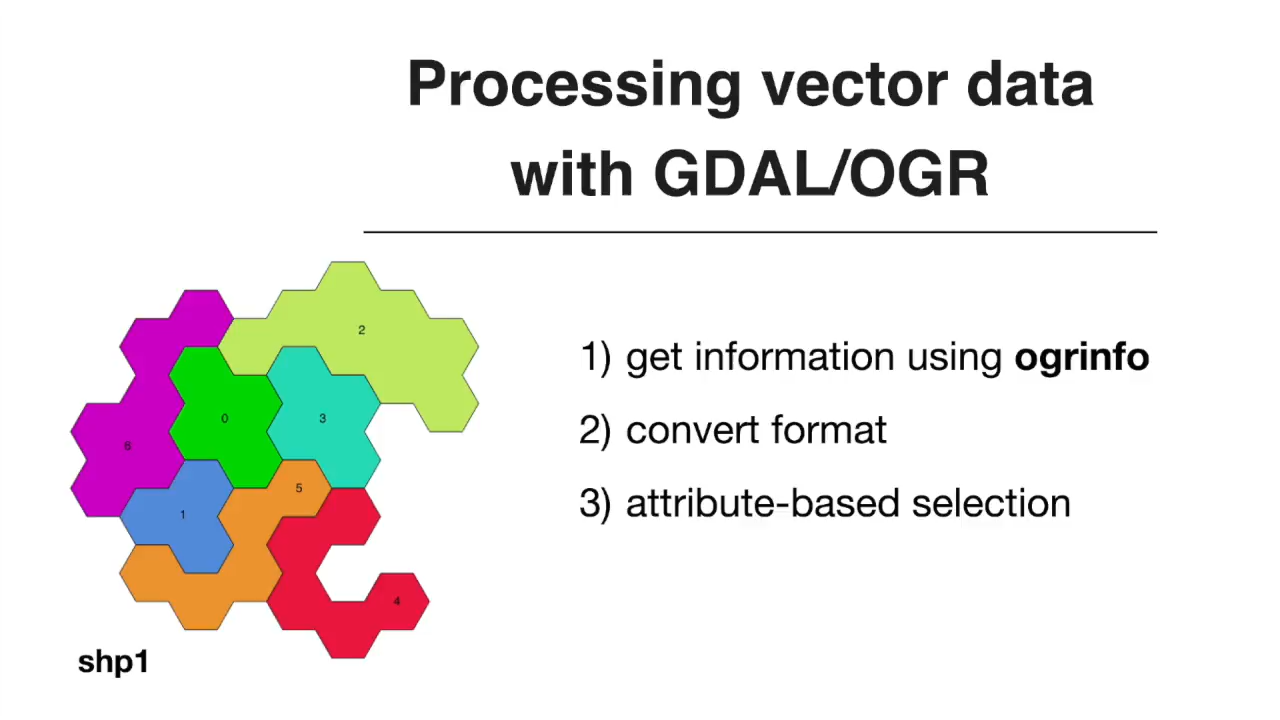 Processing vector data
with GDAL/OGR
1) get information using ogrinfo
2) convert format
3) attribute-based selection
2
0
3
6
5
1
4
shp1